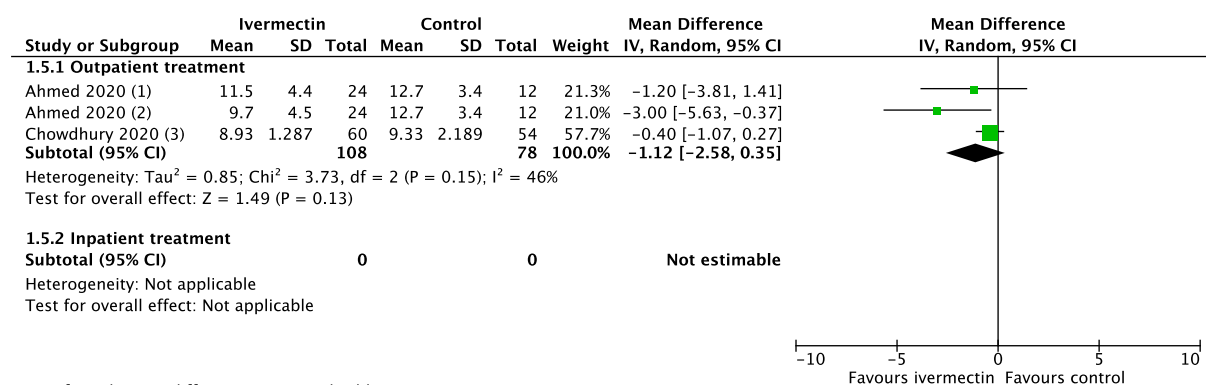 Ivermectin Control Mean Difference Mean Difference
Study or Subgroup Mean SD Total Mean SD Total Weight IV, Random, 95% CI IV, Random, 95% CI
1.5.1 Outpatient treatment
Ahmed 2020 (1) 11.5 4.4 24 12.7 3.4 12 21.3% −1.20 [−3.81, 1.41]
Ahmed 2020 (2) 9.7 4.5 24 12.7 3.4 12 21.0% −3.00 [−5.63, −0.37]
Chowdhury 2020 (3) 8.93 1.287 60 9.33 2.189 54 57.7% −0.40 [−1.07, 0.27]
Subtotal (95% CI) 108 78 100.0% −1.12 [−2.58, 0.35]
Heterogeneity: Tau² = 0.85; Chi² = 3.73, df = 2 (P = 0.15); I² = 46%
Test for overall effect: Z = 1.49 (P = 0.13)
1.5.2 Inpatient treatment
Subtotal (95% CI) 0 0 Not estimable
Heterogeneity: Not applicable
Test for overall effect: Not applicable
−10 −5 0 5 10
Favours ivermectin Favours control